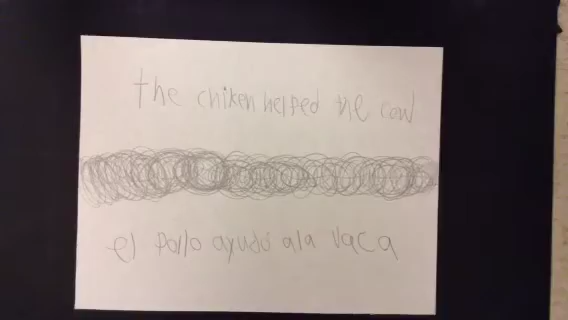 the chiken helped the cow
el pollo ayudó ala vaca